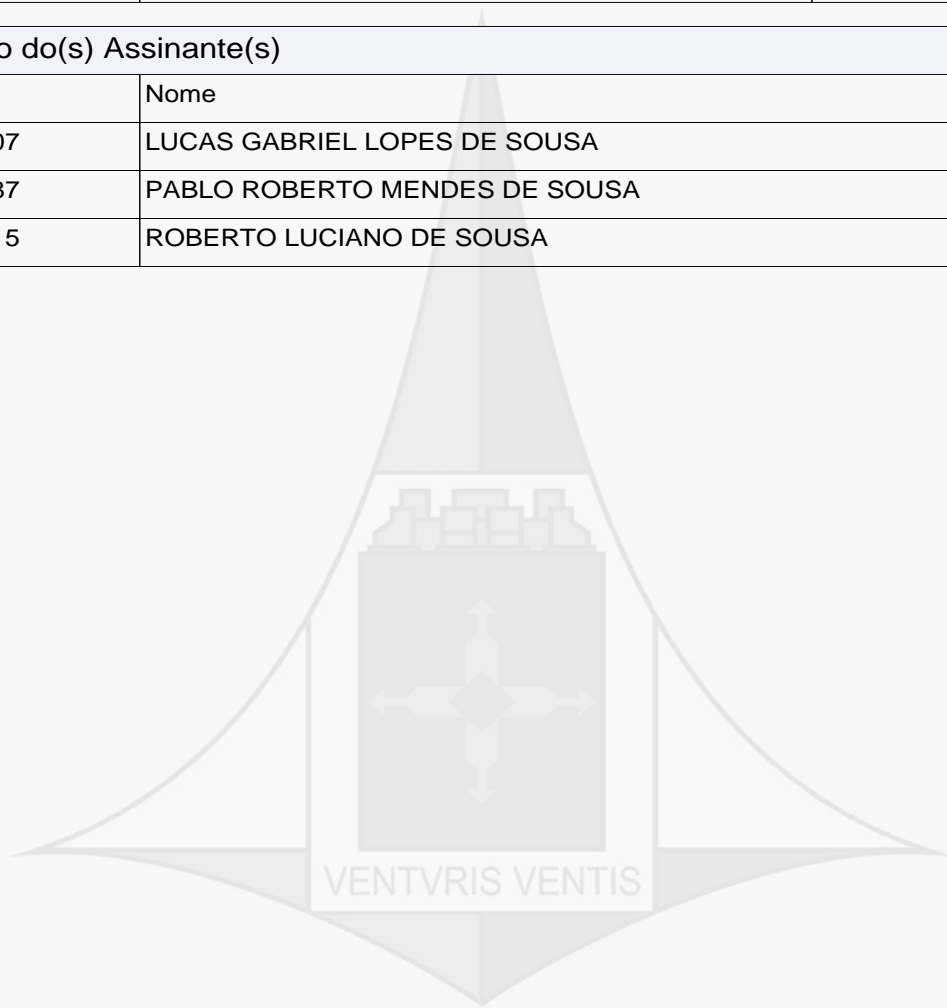 o do(s) Assinante(s)
Nome
07 LUCAS GABRIEL LOPES DE SOUSA
37 PABLO ROBERTO MENDES DE SOUSA
5 ROBERTO LUCIANO DE SOUSA
VENTVRIS VENTIS